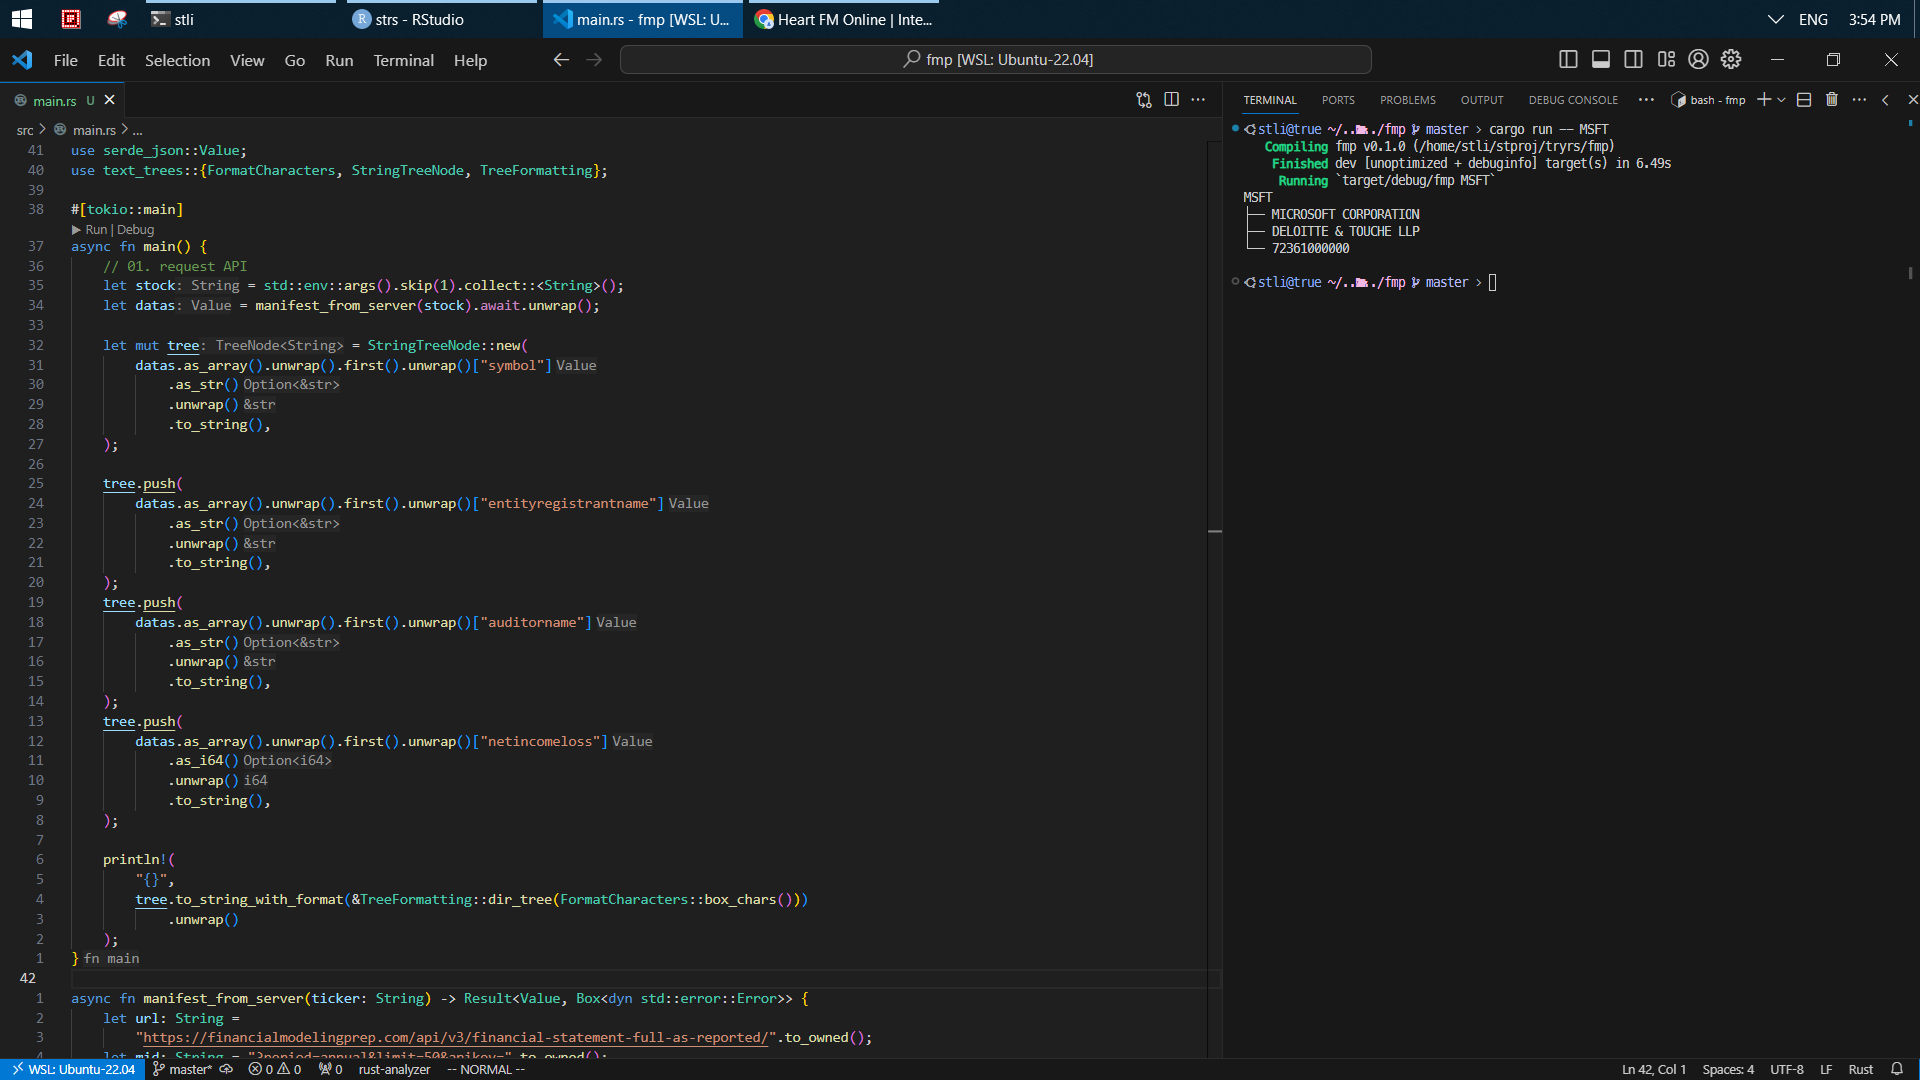 stli
strs - RStudio
main.rs - fmp [WSL: U...
Heart FM Online | Inte...
ENG
3:54 PM
File Edit Selection View Go Run Terminal Help
fmp [WSL: Ubuntu-22.04]
main.rs U
src > main.rs > ...
41 use serde_json::Value;
40 use text_trees::{FormatCharacters, StringTreeNode, TreeFormatting};
39
38 #[tokio::main]
Run | Debug
37 async fn main() {
36 // 01. request API
35 let stock: String = std::env::args().skip(1).collect::<String>();
34 let datas: Value = manifest_from_server(stock).await.unwrap();
33
32 let mut tree: TreeNode<String> = StringTreeNode::new(
31 datas.as_array().unwrap().first().unwrap()["symbol"] Value
30 .as_str() Option<&str>
29 .unwrap() &str
28 .to_string(),
27 );
26
25 tree.push(
24 datas.as_array().unwrap().first().unwrap()["entityregistrantname"] Value
23 .as_str() Option<&str>
22 .unwrap() &str
21 .to_string(),
20 );
19 tree.push(
18 datas.as_array().unwrap().first().unwrap()["auditorname"] Value
17 .as_str() Option<&str>
16 .unwrap() &str
15 .to_string(),
14 );
13 tree.push(
12 datas.as_array().unwrap().first().unwrap()["netincomeloss"] Value
11 .as_i64() Option<i64>
10 .unwrap() i64
9 .to_string(),
8 );
7
6 println!(
5 "{}",
4 tree.to_string_with_format(&TreeFormatting::dir_tree(FormatCharacters::box_chars()))
3 .unwrap()
2 );
1 } fn main
42
1 async fn manifest_from_server(ticker: String) -> Result<Value, Box<dyn std::error::Error>> {
2 let url: String =
3 "https://financialmodelingprep.com/api/v3/financial-statement-full-as-reported/".to_owned();
4 let mid: String = "?period=annual&limit=50&apikey=".to_owned();
TERMINAL PORTS PROBLEMS OUTPUT DEBUG CONSOLE ... bash - fmp
stli@true ~/..../fmp master > cargo run -- MSFT
Compiling fmp v0.1.0 (/home/stli/stproj/tryrs/fmp)
Finished dev [unoptimized + debuginfo] target(s) in 6.49s
Running `target/debug/fmp MSFT`
MSFT
├── MICROSOFT CORPORATION
├── DELOITTE & TOUCHE LLP
└── 72361000000
stli@true ~/..../fmp master >
WSL: Ubuntu-22.04 master* 0 0 0 rust-analyzer -- NORMAL --
Ln 42, Col 1 Spaces: 4 UTF-8 LF Rust